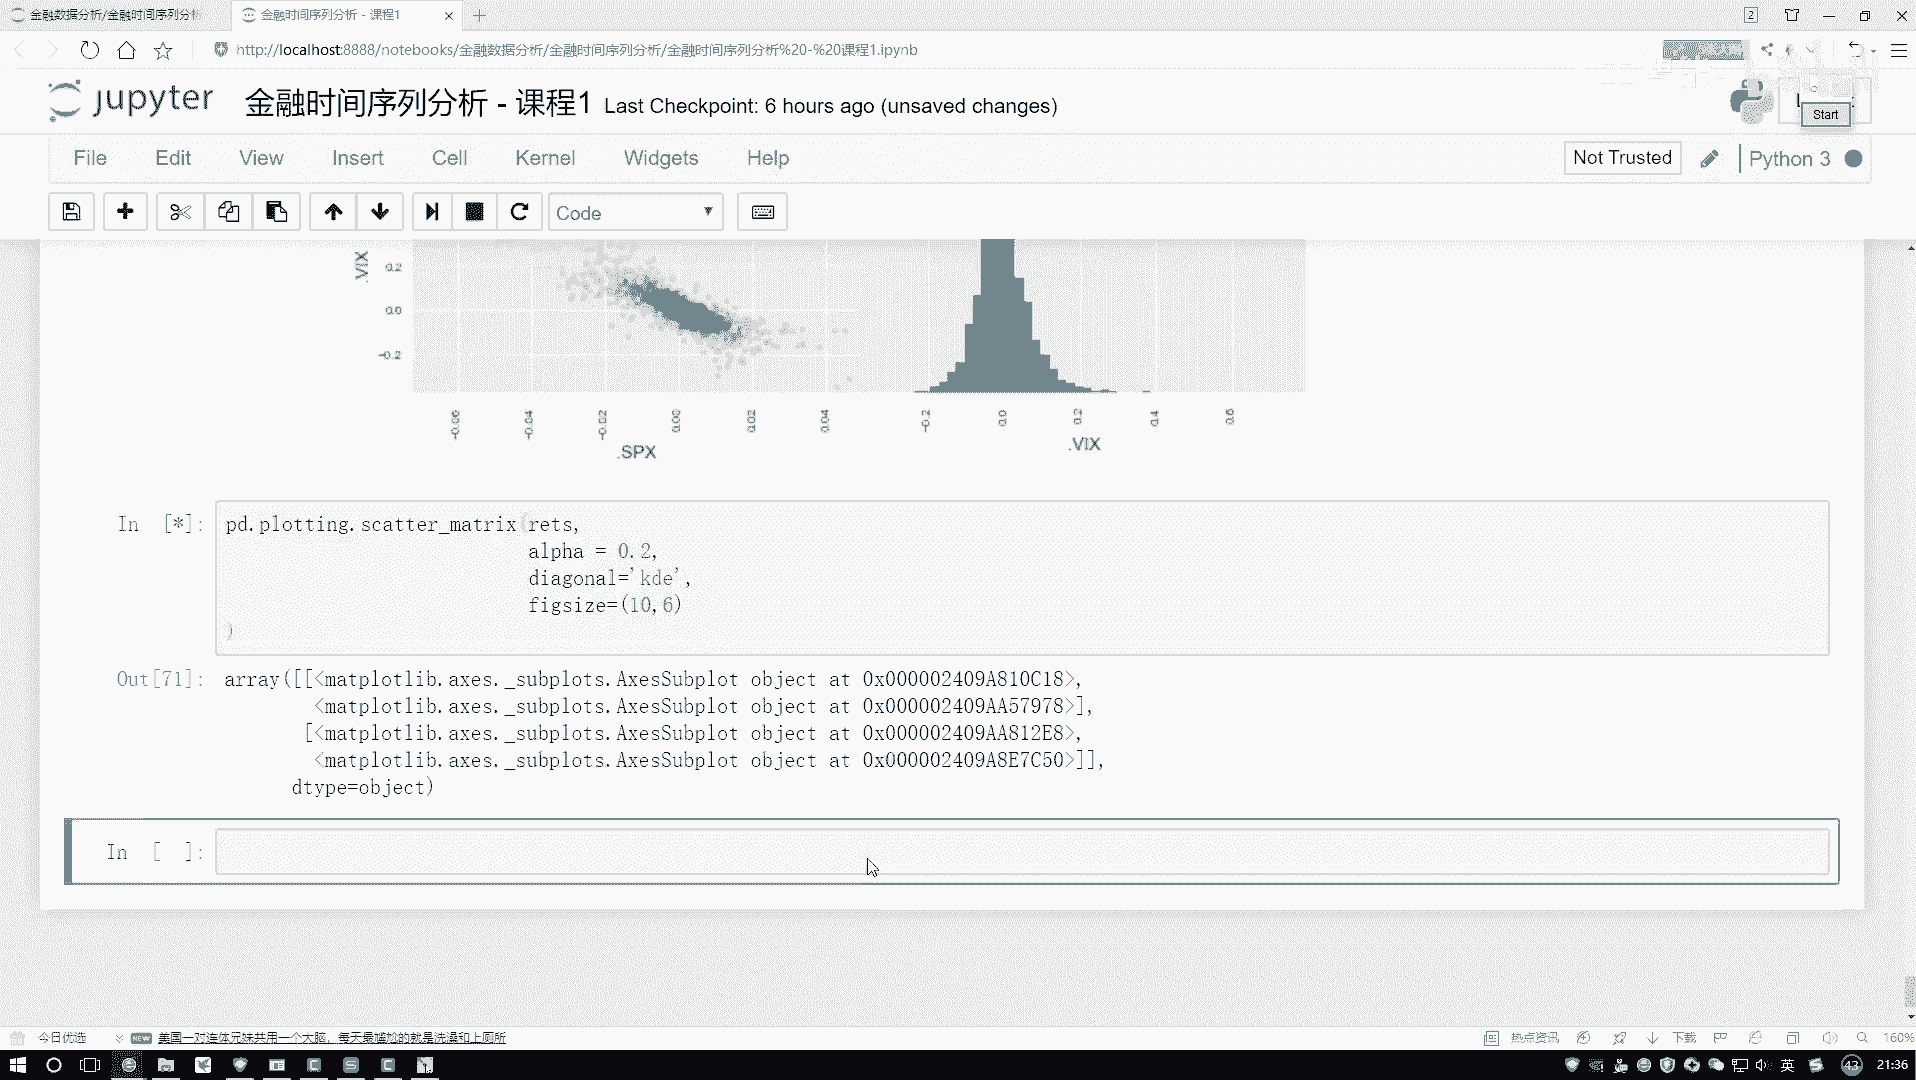 金融数据分析/金融时间序列分析
金融时间序列分析 - 课程1
2
http://localhost:8888/notebooks/金融数据分析/金融时间序列分析/金融时间序列分析%20-%20课程1.ipynb
jupyter
金融时间序列分析 - 课程1 Last Checkpoint: 6 hours ago (unsaved changes)
Start
File Edit View Insert Cell Kernel Widgets Help
Not Trusted
Python 3
Code
.VIX
0.2
0.0
-0.2
-0.06 -0.04 -0.02 0.00 0.02 0.04 -0.2 0.0 0.2 0.4 0.6
.SPX .VIX
In [*]: pd.plotting.scatter_matrix(rets,
alpha = 0.2,
diagonal='kde',
figsize=(10,6)
)
Out[71]: array([[<matplotlib.axes._subplots.AxesSubplot object at 0x000002409A810C18>,
<matplotlib.axes._subplots.AxesSubplot object at 0x000002409AA57978>],
[<matplotlib.axes._subplots.AxesSubplot object at 0x000002409AA812E8>,
<matplotlib.axes._subplots.AxesSubplot object at 0x000002409A8E7C50>]],
dtype=object)
In [ ]:
今日优选 NEW 美国一对连体兄妹共用一个大脑，每天最尴尬的就是洗澡和上厕所
热点资讯 下载 160%
英 43 21:36